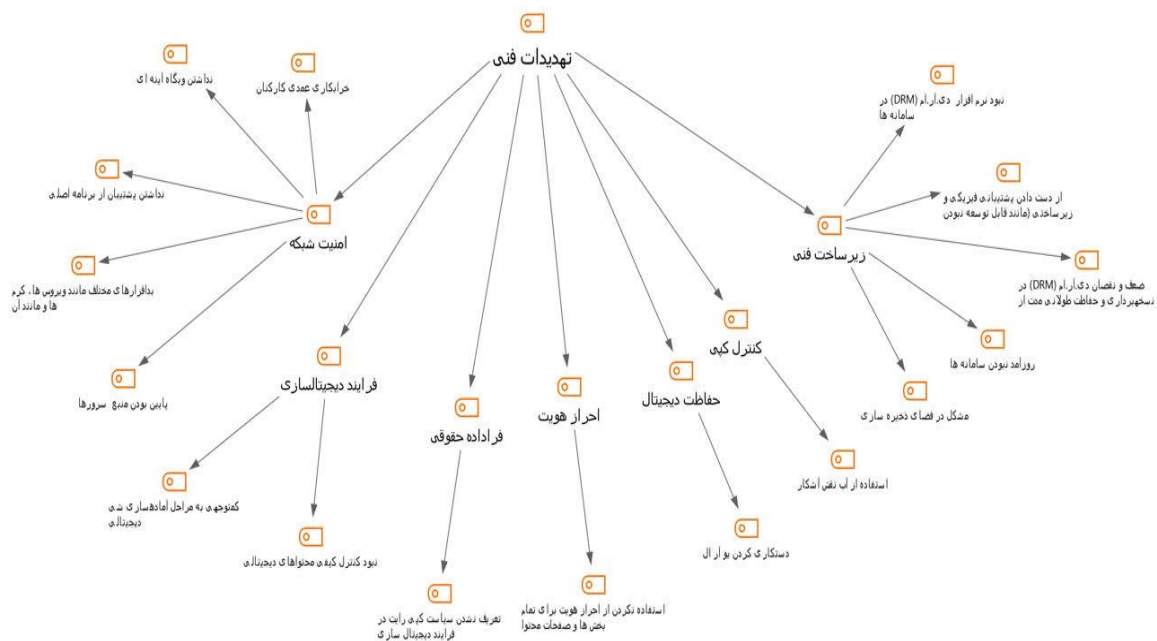 تهدیدات فنی
نبود نرم افزار دی.آر.ام (DRM) در
سامانه ها
خرابکاری عمدی کارکنان
نداشتن وبگاه آینه ای
نداشتن پشتیبان از برنامه اصلی
امنیت شبکه
از دست دادن پشتیبانی فیزیکی و
زیرساختی (مانند قابل توسعه نبودن
زیرساخت فنی
بدافزارهای مختلف مانند ویروس ها، کرم
ها و مانند آن
ضعف و نقصان دی.آر.ام (DRM) در
نسخهبرداری و حفاظت طولانی مدت از
کنترل کپی
روزآمد نبودن سامانه ها
فرایند دیجیتالسازی
پایین بودن منبع سرورها
حفاظت دیجیتال
احراز هویت
مشکل در فضای ذخیره سازی
فراداده حقوقی
استفاده از آب نقش آشکار
کمتوجهی به مراحل آمادهسازی شی
دیجیتالی
نبود کنترل کیفی محتواهای دیجیتالی
دستکاری کردن یو آر ال
استفاده نکردن از احراز هویت برای تمام
بخش ها و صفحات محتوا
تعریف نشدن سیاست کپی رایت در
فرایند دیجیتال سازی